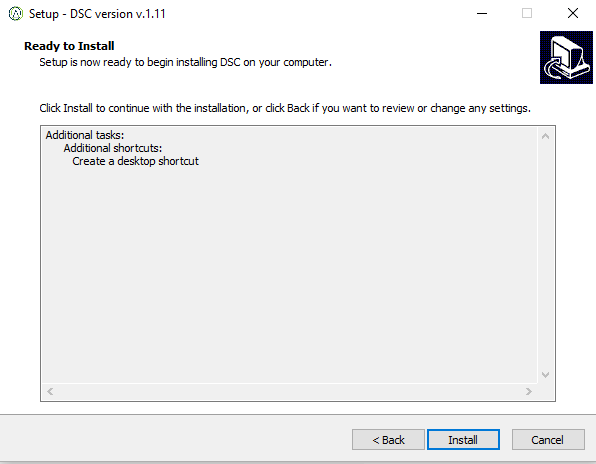 Setup - DSC version v.1.11
Ready to Install
Setup is now ready to begin installing DSC on your computer.
Click Install to continue with the installation, or click Back if you want to review or change any settings.
Additional tasks:
Additional shortcuts:
Create a desktop shortcut
< Back
Install
Cancel